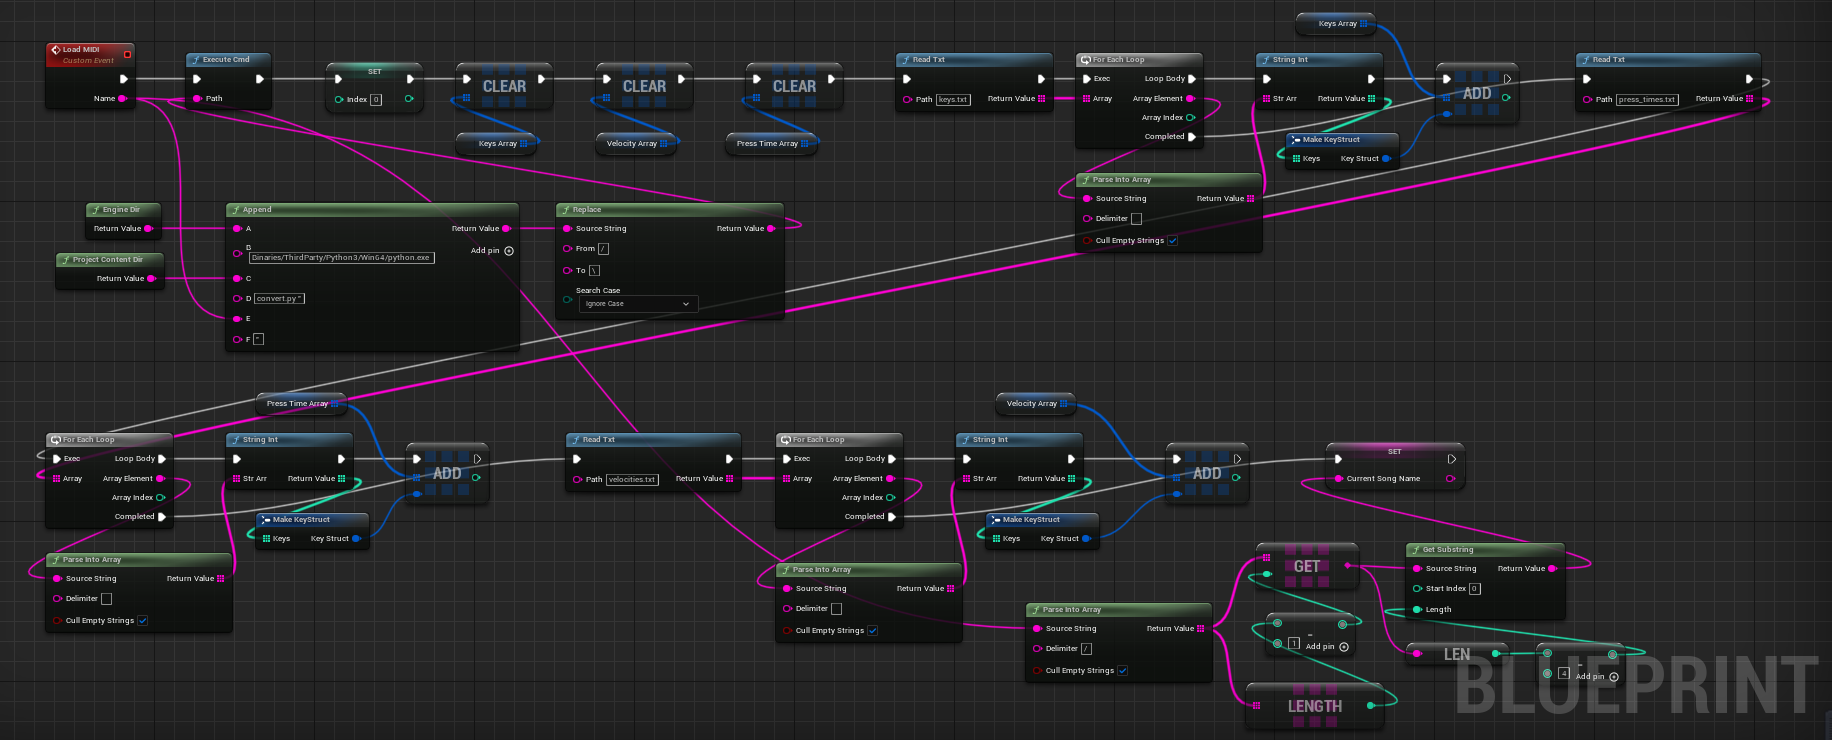 Keys Array
Load MIDI
Custom Event
Name
Execute Cmd
Path
SET
Index 0
CLEAR
Keys Array
CLEAR
Velocity Array
CLEAR
Press Time Array
Read Txt
Path keys.txt Return Value
For Each Loop
Exec Loop Body
Array Array Element
Array Index
Completed
String Int
Str Arr Return Value
Make KeyStruct
Keys Key Struct
ADD
Read Txt
Path press_times.txt Return Value
Parse Into Array
Source String Return Value
Delimiter
Cull Empty Strings
Engine Dir
Return Value
Project Content Dir
Return Value
Append
A Return Value
B Add pin
Binaries/ThirdParty/Python3/Win64/python.exe
C
D convert.py "
E
F "
Replace
Source String Return Value
From /
To \
Search Case
Ignore Case
Press Time Array
For Each Loop
Exec Loop Body
Array Array Element
Array Index
Completed
String Int
Str Arr Return Value
Make KeyStruct
Keys Key Struct
ADD
Parse Into Array
Source String Return Value
Delimiter
Cull Empty Strings
Read Txt
Path velocities.txt Return Value
For Each Loop
Exec Loop Body
Array Array Element
Array Index
Completed
Velocity Array
String Int
Str Arr Return Value
Make KeyStruct
Keys Key Struct
ADD
Parse Into Array
Source String Return Value
Delimiter
Cull Empty Strings
SET
Current Song Name
Parse Into Array
Source String Return Value
Delimiter /
Cull Empty Strings
GET
-
1 Add pin
LENGTH
Get Substring
Source String Return Value
Start Index 0
Length
LEN
-
4 Add pin
BLUEPRINT